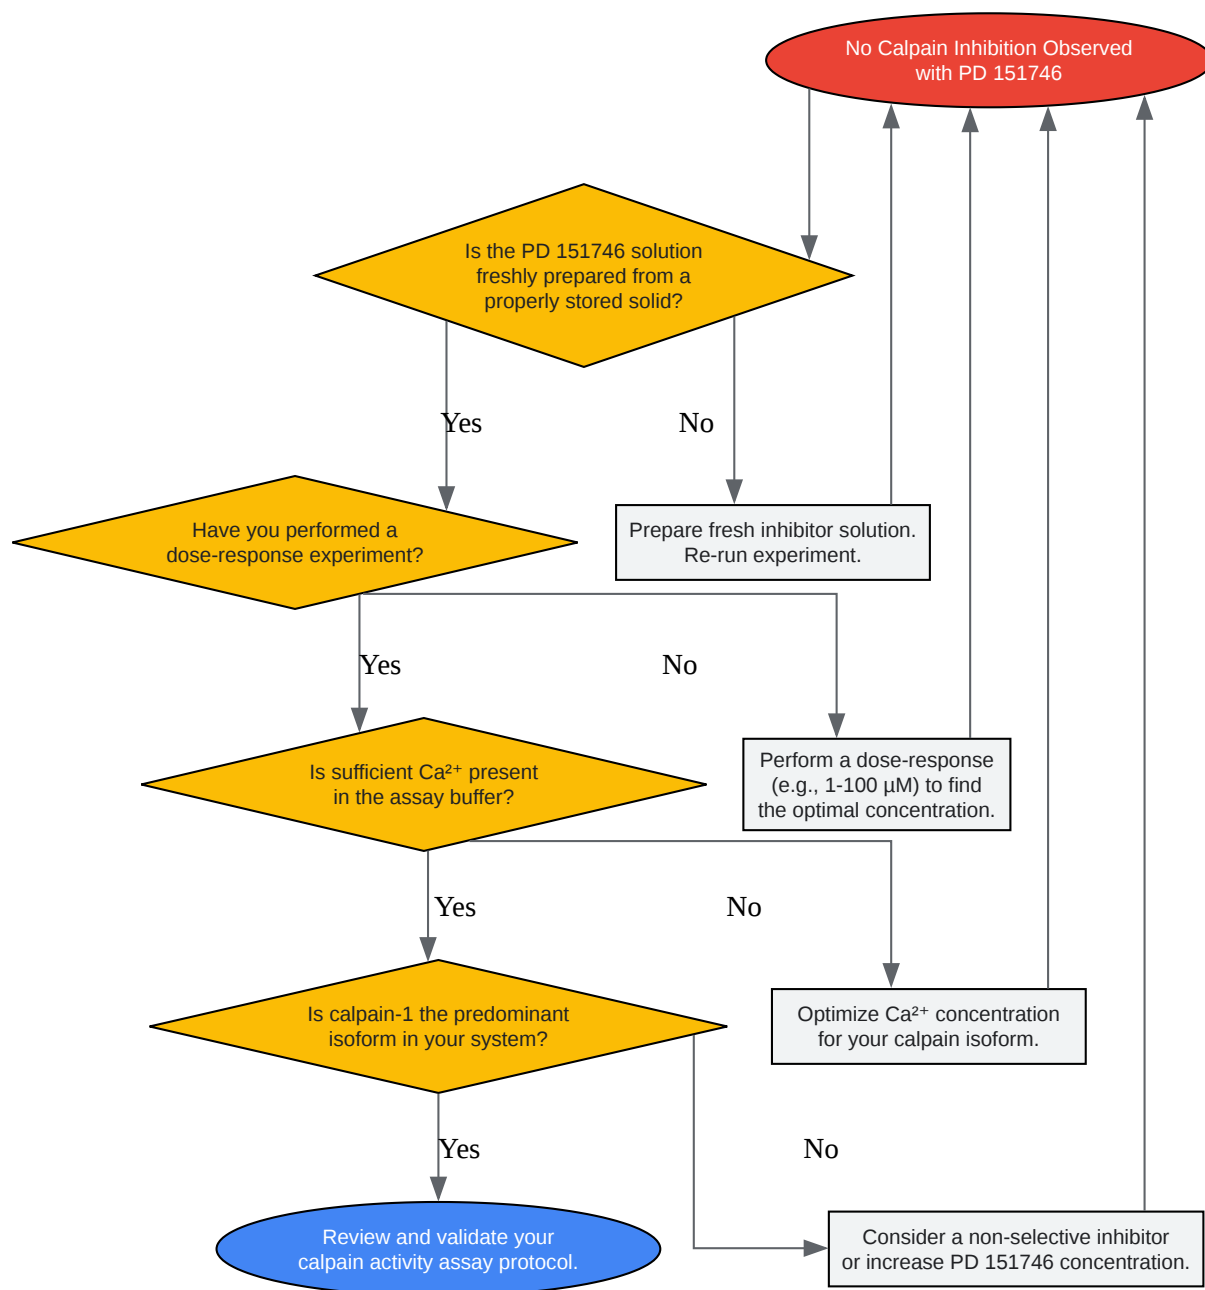 No Calpain Inhibition Observed
with PD 151746
Is the PD 151746 solution
freshly prepared from a
properly stored solid?
Yes
No
Have you performed a
dose-response experiment?
Prepare fresh inhibitor solution.
Re-run experiment.
Yes
No
Is sufficient Ca²⁺ present
in the assay buffer?
Perform a dose-response
(e.g., 1-100 µM) to find
the optimal concentration.
Yes
No
Is calpain-1 the predominant
isoform in your system?
Optimize Ca²⁺ concentration
for your calpain isoform.
Yes
No
Review and validate your
calpain activity assay protocol.
Consider a non-selective inhibitor
or increase PD 151746 concentration.